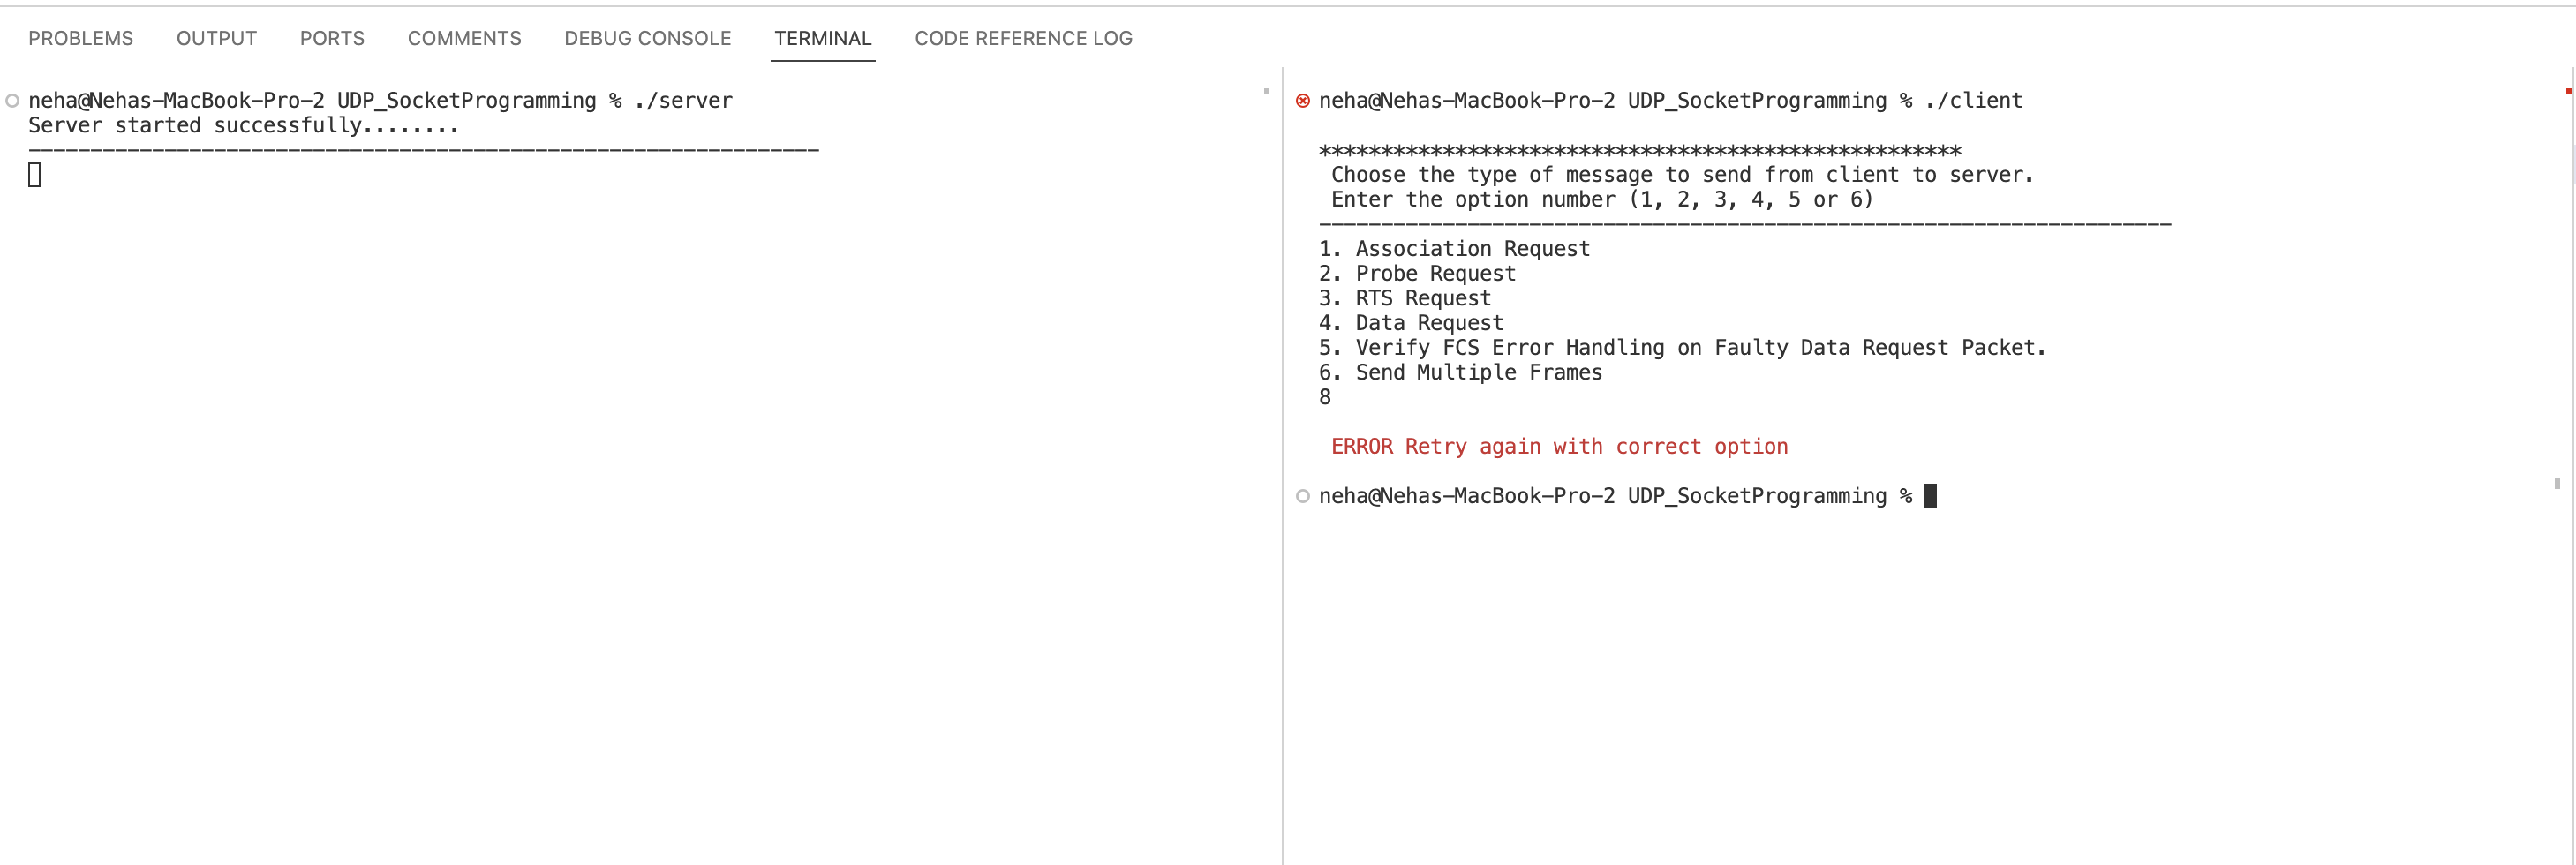 PROBLEMS OUTPUT PORTS COMMENTS DEBUG CONSOLE TERMINAL CODE REFERENCE LOG
neha@Nehas-MacBook-Pro-2 UDP_SocketProgramming % ./server
Server started successfully........
----------------------------------------------------------------
neha@Nehas-MacBook-Pro-2 UDP_SocketProgramming % ./client
****************************************************
Choose the type of message to send from client to server.
Enter the option number (1, 2, 3, 4, 5 or 6)
---------------------------------------------------------------------
1. Association Request
2. Probe Request
3. RTS Request
4. Data Request
5. Verify FCS Error Handling on Faulty Data Request Packet.
6. Send Multiple Frames
8
ERROR Retry again with correct option
neha@Nehas-MacBook-Pro-2 UDP_SocketProgramming %